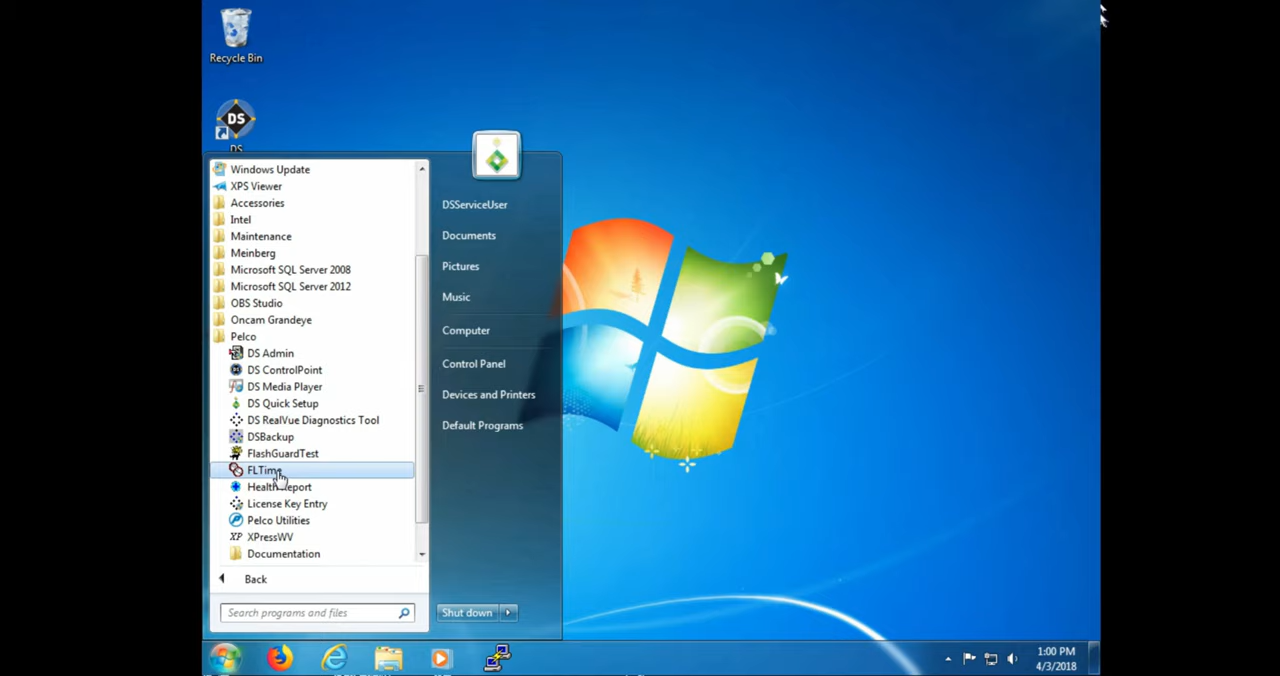 Recycle Bin
DS
DS
Windows Update
XPS Viewer
Accessories
Intel
Maintenance
Meinberg
Microsoft SQL Server 2008
Microsoft SQL Server 2012
OBS Studio
Oncam Grandeye
Pelco
DS Admin
DS ControlPoint
DS Media Player
DS Quick Setup
DS RealVue Diagnostics Tool
DSBackup
FlashGuardTest
FLTime
Health Report
License Key Entry
Pelco Utilities
XP XPressWV
Documentation
Back
Search programs and files
DSServiceUser
Documents
Pictures
Music
Computer
Control Panel
Devices and Printers
Default Programs
Shut down
1:00 PM
4/3/2018